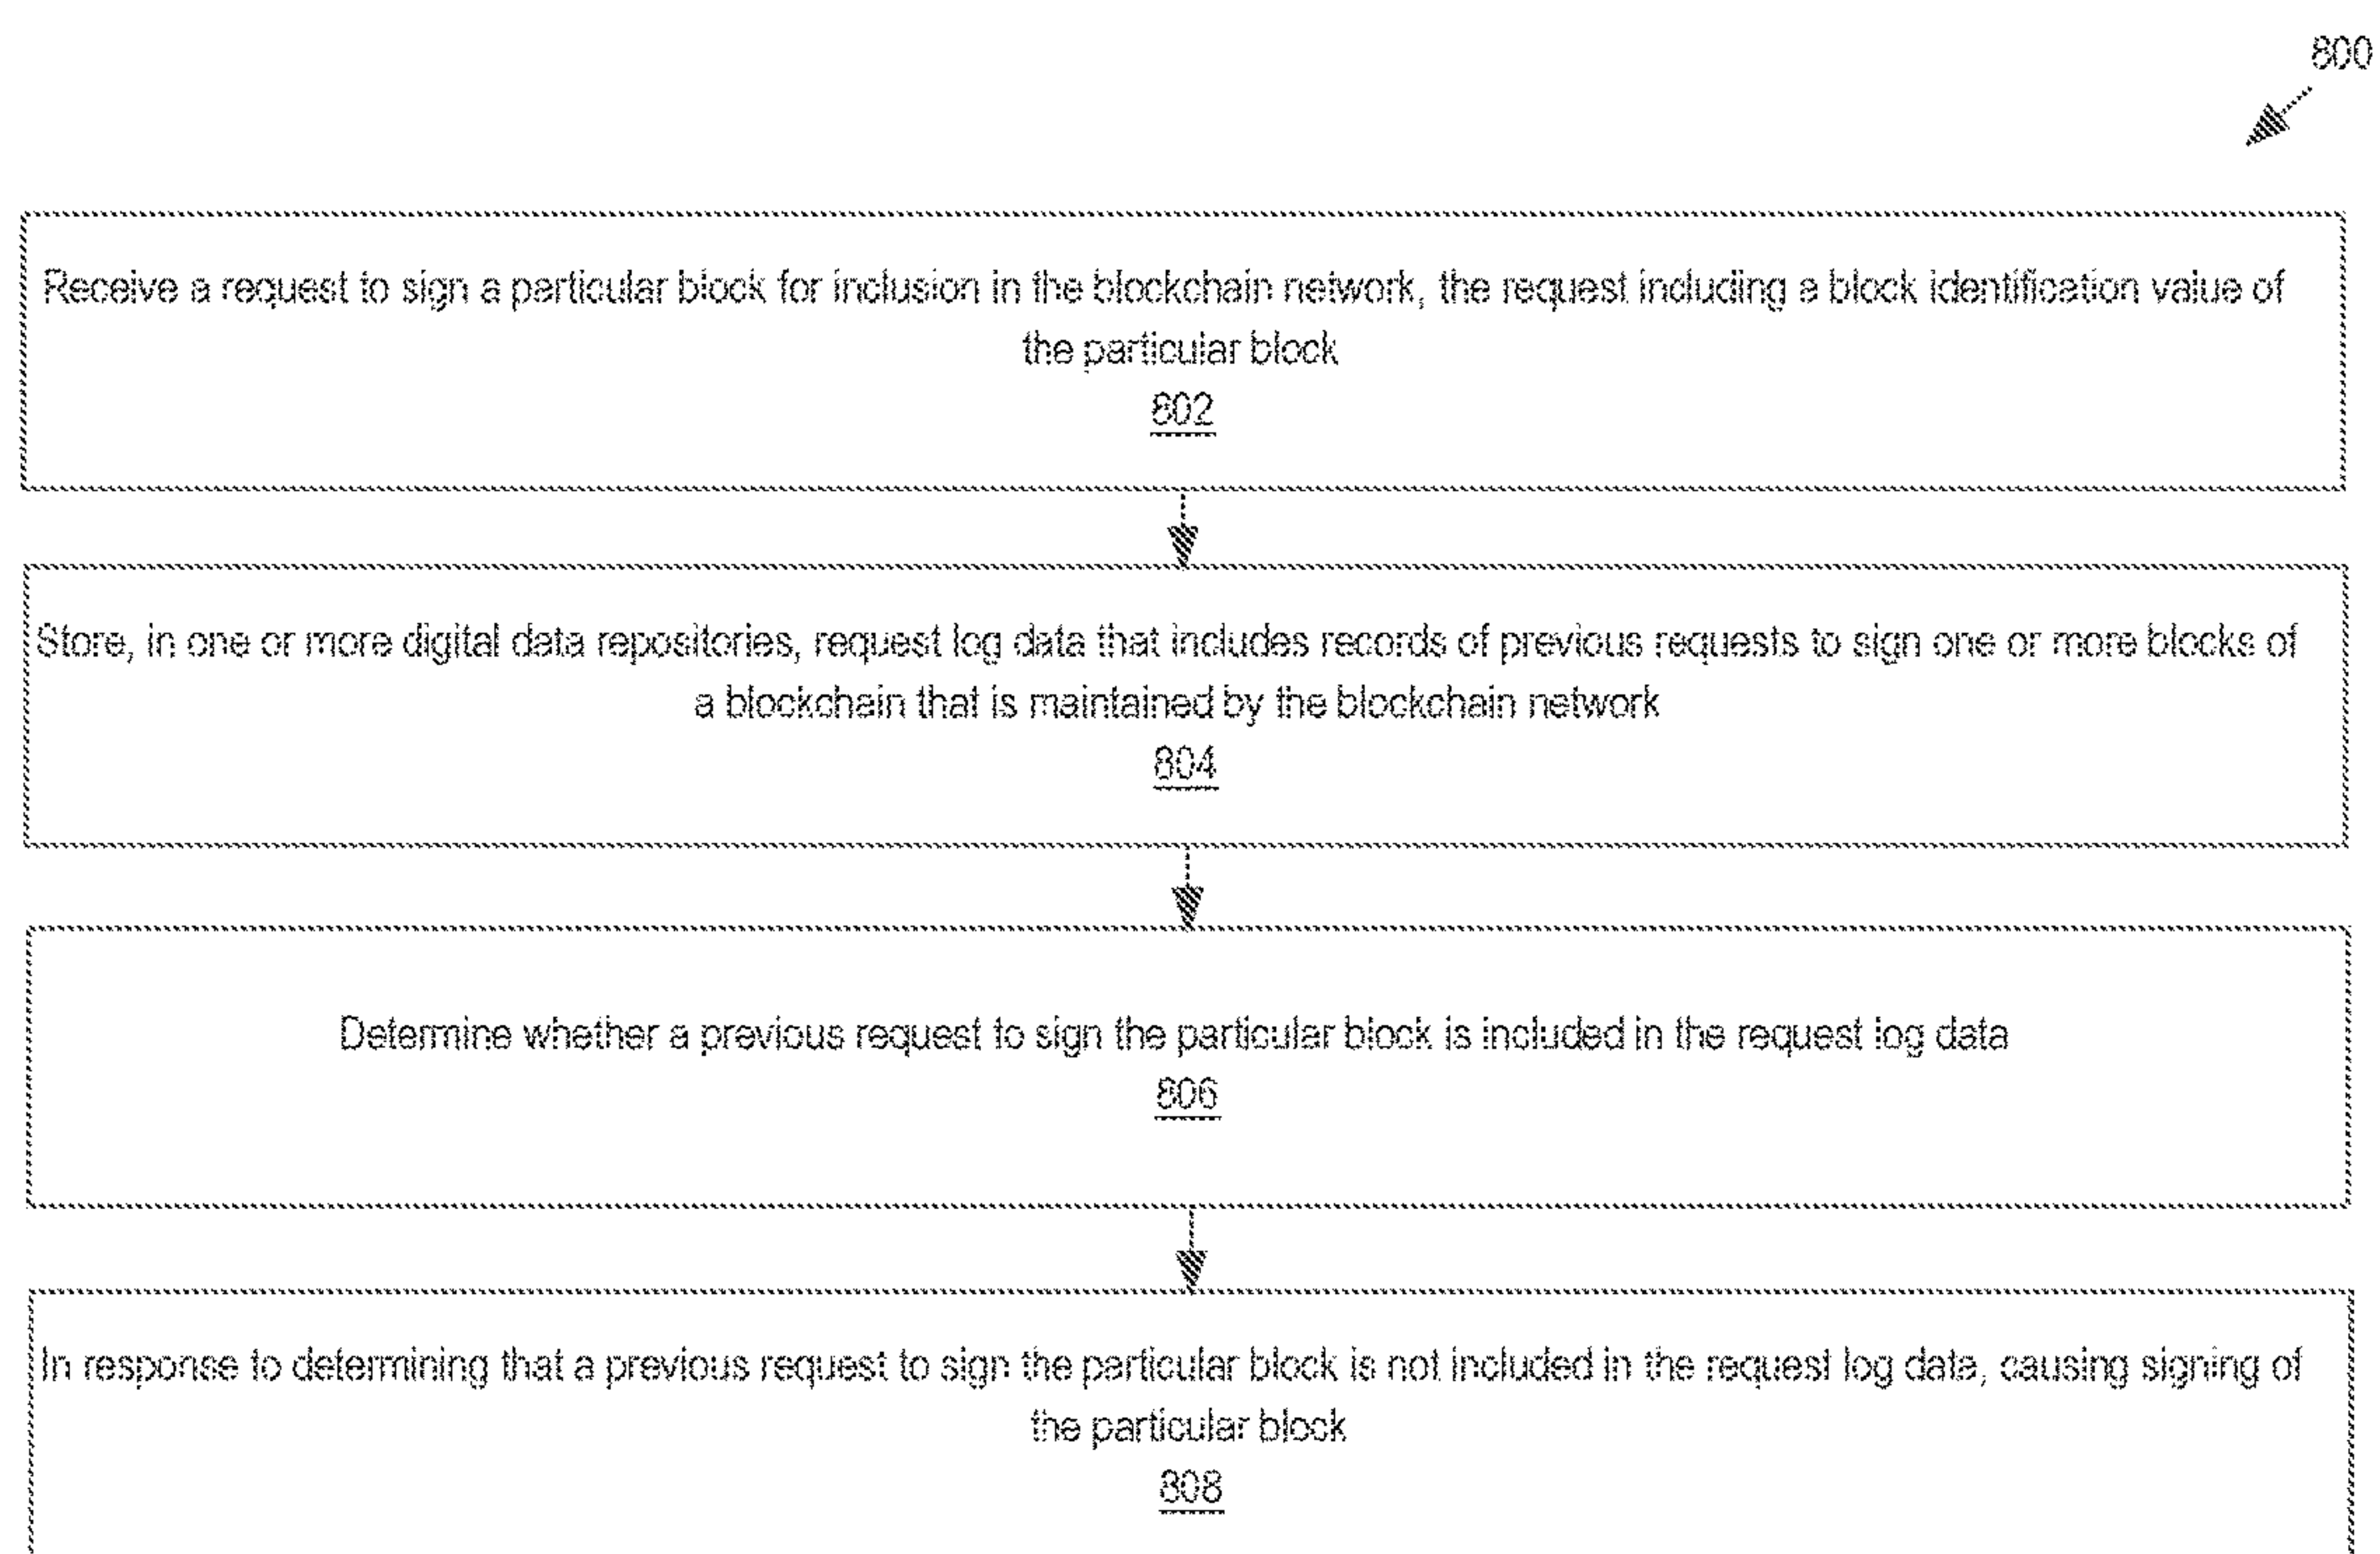 800
Receive a request to sign a particular block for inclusion in the blockchain network, the request including a block identification value of
the particular block
802
Store, in one or more digital data repositories, request log data that includes records of previous requests to sign one or more blocks of
a blockchain that is maintained by the blockchain network
804
Determine whether a previous request to sign the particular block is included in the request log data
806
In response to determining that a previous request to sign the particular block is not included in the request log data, causing signing of
the particular block
808